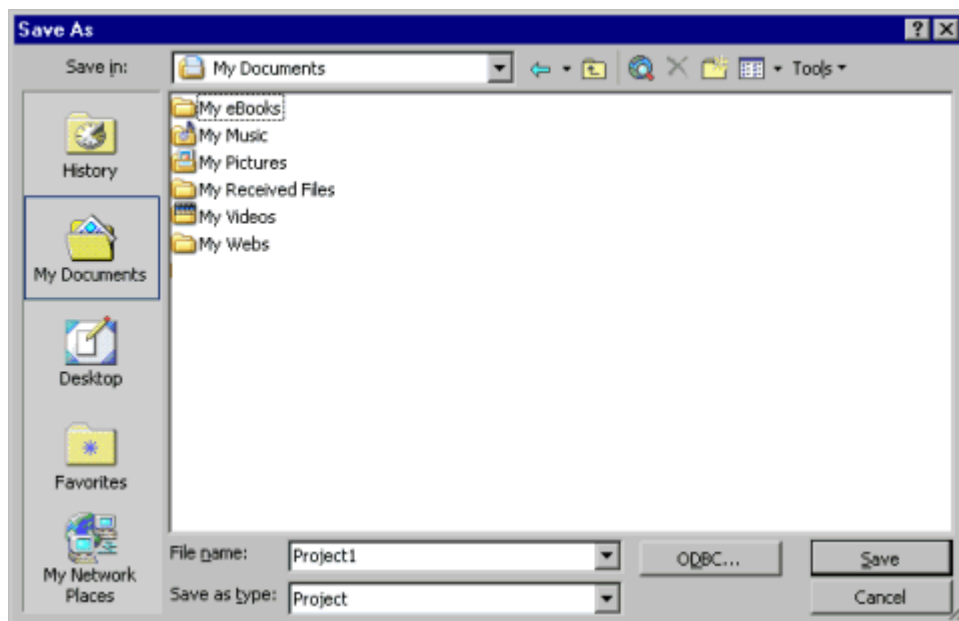 Save As
Save in:
My Documents
Tools
History
My Documents
Desktop
Favorites
My Network
Places
My eBooks
My Music
My Pictures
My Received Files
My Videos
My Webs
File name:
Project1
ODBC...
Save
Save as type:
Project
Cancel